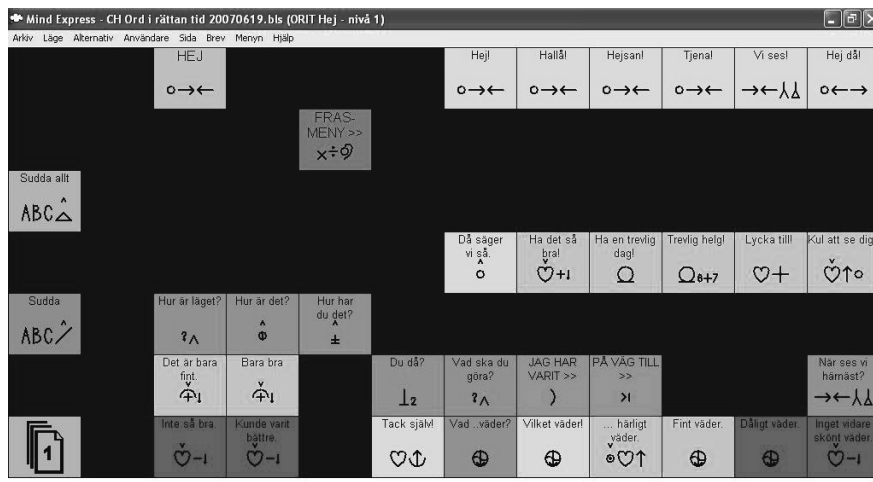 Mind Express - CH Ord i rättan tid 20070619.bls (ORIT Hej - nivå 1)
Arkiv Läge Alternativ Användare Sida Brev Menyn Hjälp
HEJ
Hej!
Hallå!
Hejsan!
Tjena!
Vi ses!
Hej då!
FRAS-
MENY >>
Sudda allt
ABC
Då säger
vi så.
Ha det så
bra!
Ha en trevlig
dag!
Trevlig helg!
6+7
Lycka till!
Kul att se dig
Sudda
ABC
Hur är läget?
?
Hur är det?
Hur har
du det?
Det är bara
fint.
Bara bra
Du då?
2
Vad ska du
göra?
?
JAG HAR
VARIT >>
PÅ VÄG TILL
>>
När ses vi
härnäst?
1
Inte så bra.
Kunde varit
bättre.
Tack själv!
Vad ..väder?
Vilket väder!
... härligt
väder.
Fint väder.
Dåligt väder.
Inget vidare
skönt väder.